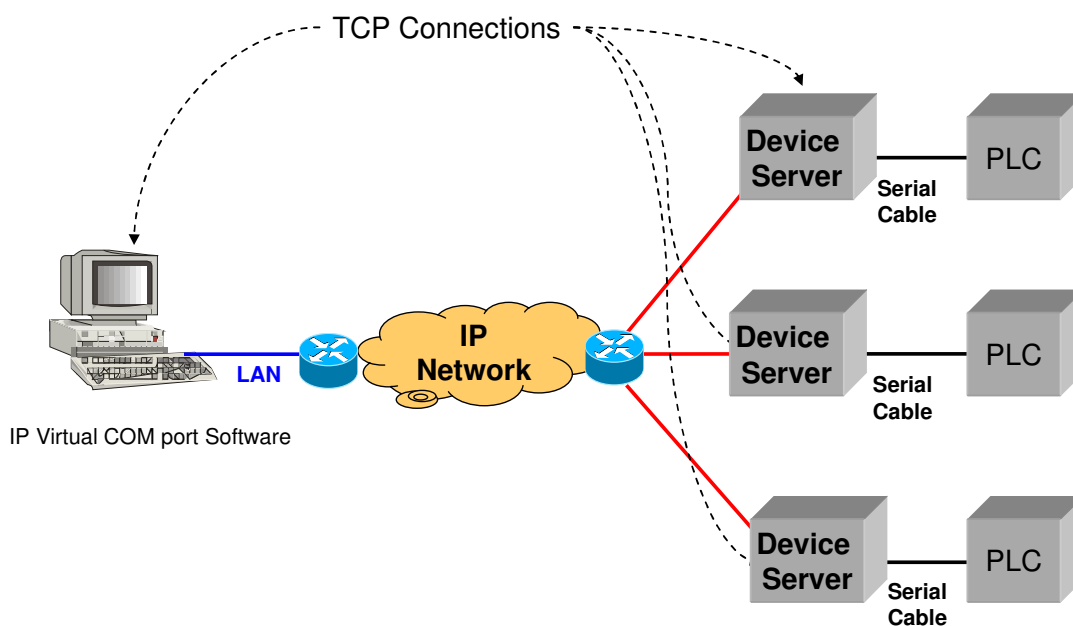 TCP Connections
Device
Server
Serial
Cable
PLC
IP
Network
LAN
IP Virtual COM port Software
Device
Server
Serial
Cable
PLC
Device
Server
Serial
Cable
PLC